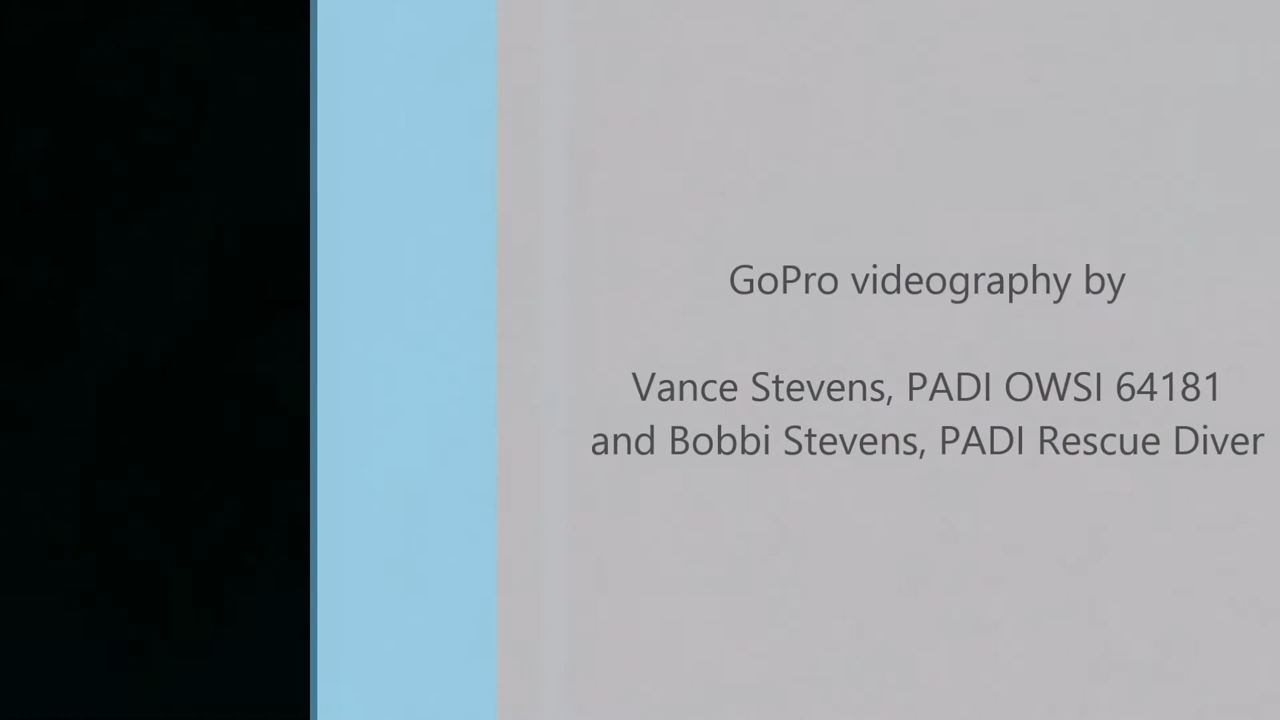 GoPro videography by
Vance Stevens, PADI OWSI 64181
and Bobbi Stevens, PADI Rescue Diver